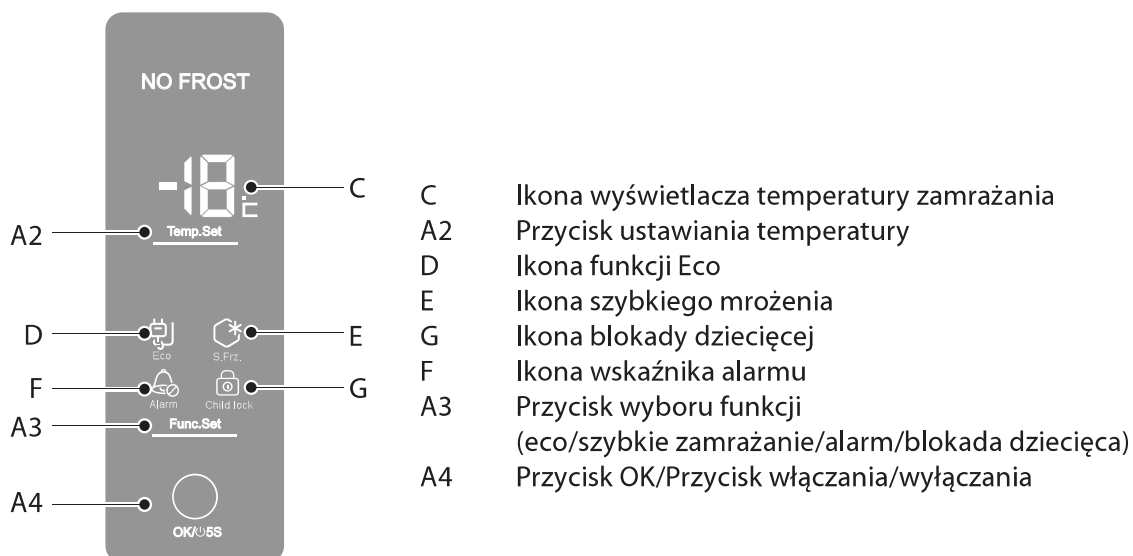 NO FROST
-18
C
A2
Temp.Set
D
E
Eco
S.Frz.
F
G
Alarm
Child lock
A3
Func.Set
A4
OK/⏻5S
C Ikona wyświetlacza temperatury zamrażania
A2 Przycisk ustawiania temperatury
D Ikona funkcji Eco
E Ikona szybkiego mrożenia
G Ikona blokady dziecięcej
F Ikona wskaźnika alarmu
A3 Przycisk wyboru funkcji
(eco/szybkie zamrażanie/alarm/blokada dziecięca)
A4 Przycisk OK/Przycisk włączania/wyłączania